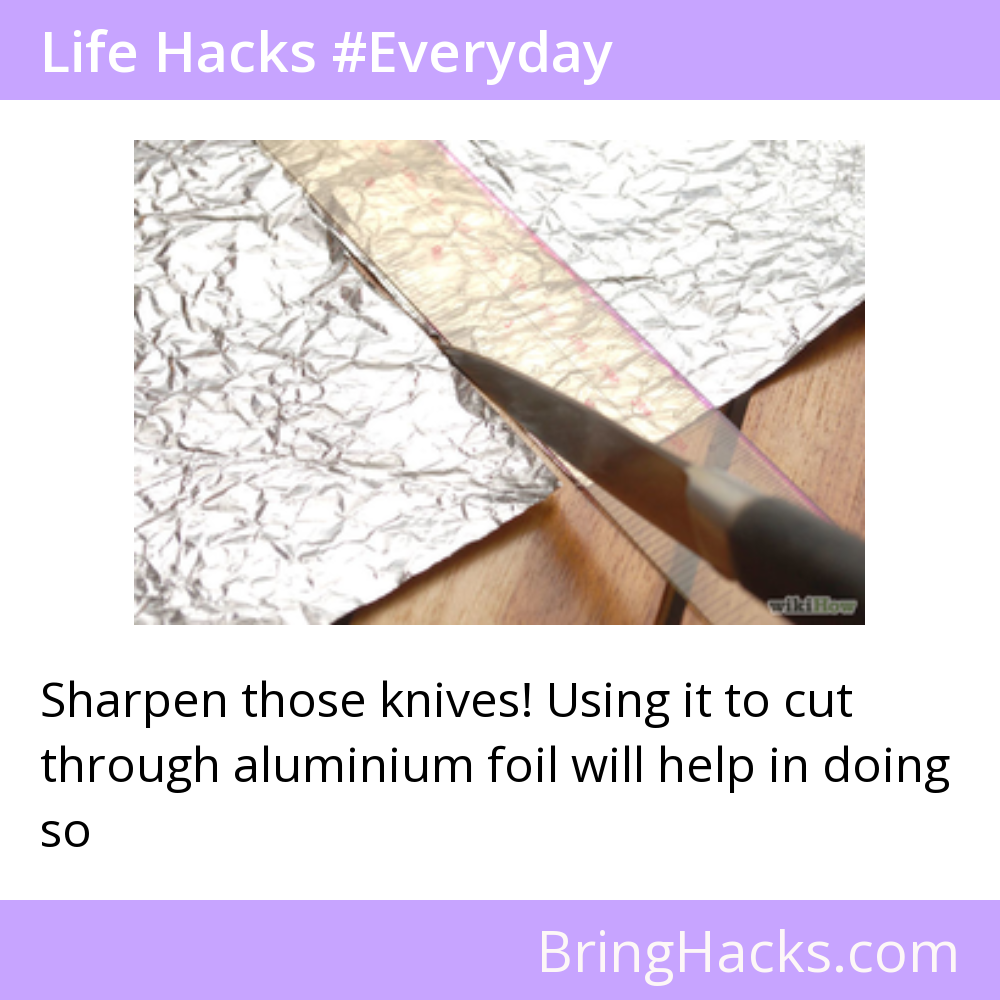 Life Hacks #Everyday
wikiHow
Sharpen those knives! Using it to cut
through aluminium foil will help in doing
so
BringHacks.com